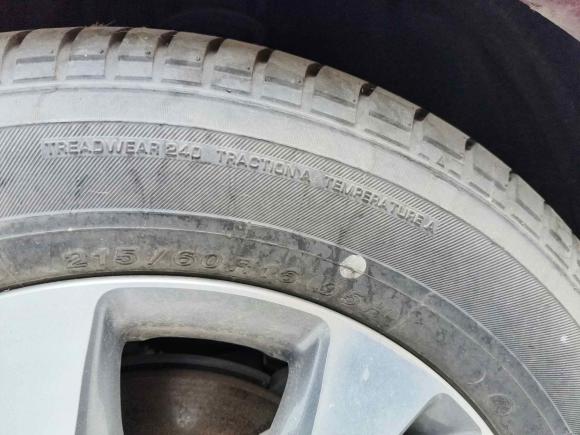 TREADWEAR 240 TRACTION A TEMPERATURE A
215/60R16 95